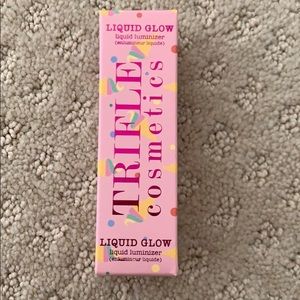 LIQUID GLOW
liquid luminizer
(enlumineur liquide)
TRIFLE
cosmetics
LIQUID GLOW
liquid luminizer
(enlumineur liquide)